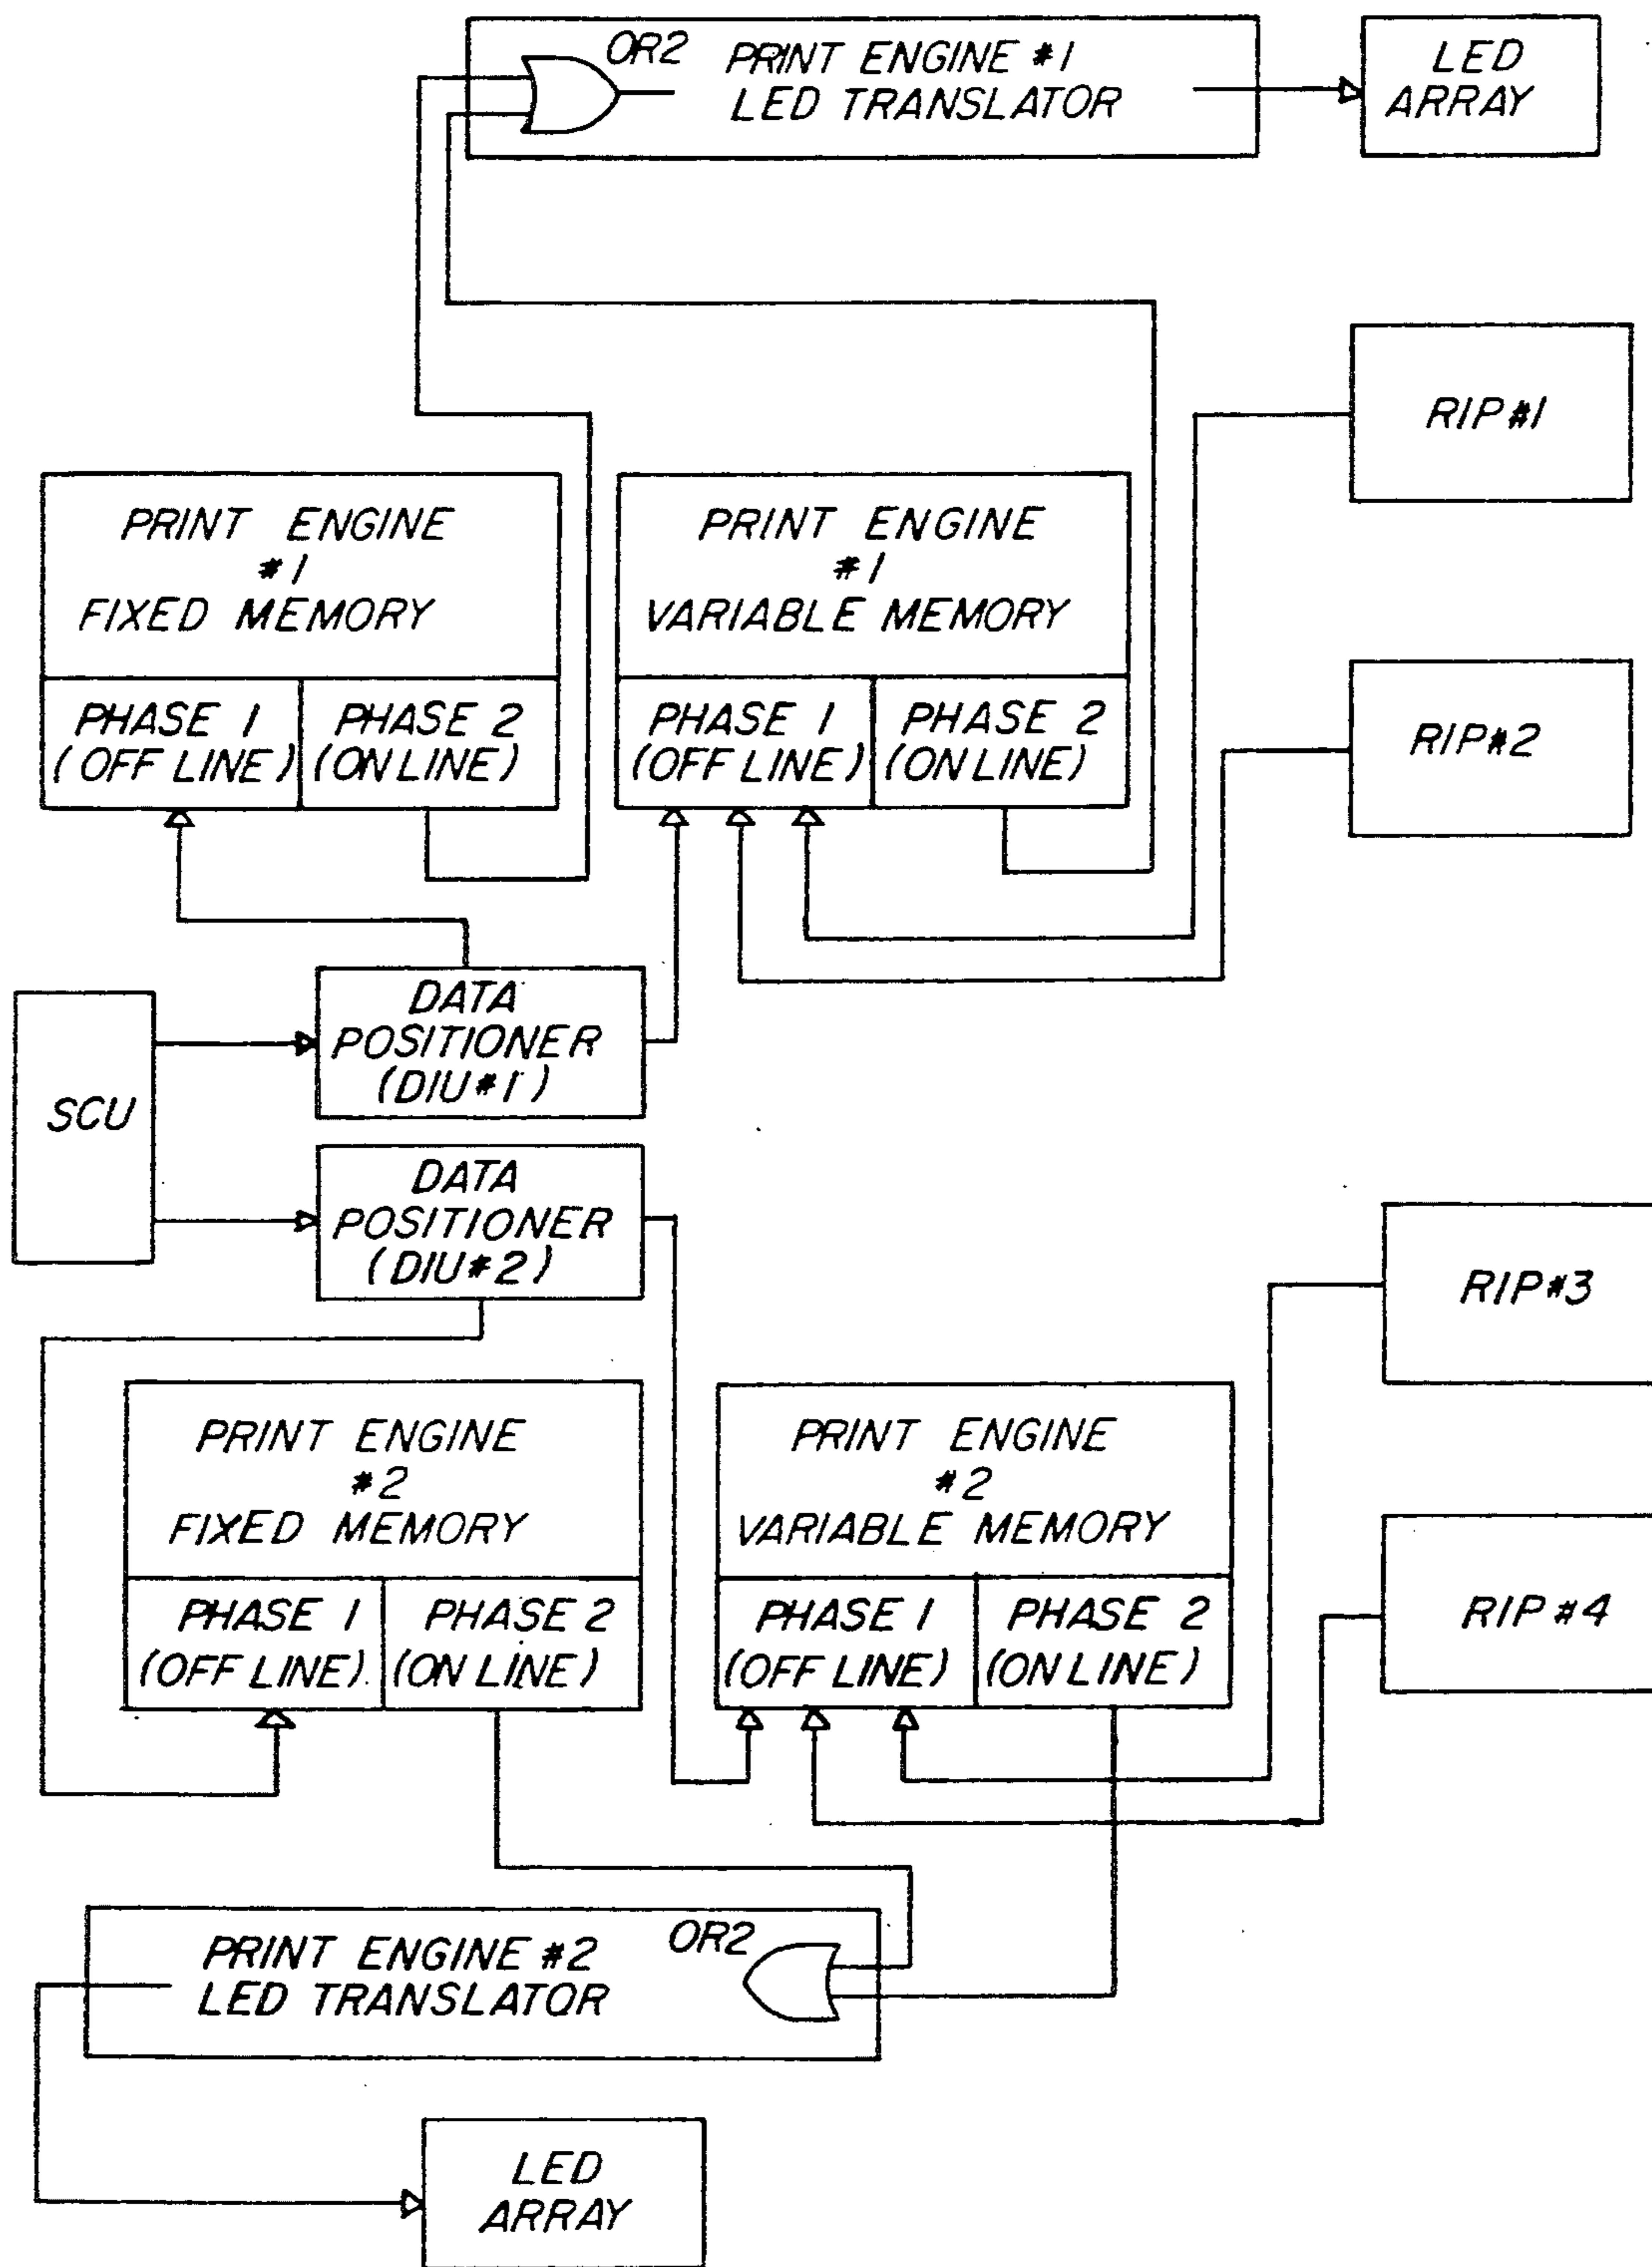 OR2
PRINT ENGINE #1
LED TRANSLATOR
LED
ARRAY
RIP#1
PRINT ENGINE
#1
FIXED MEMORY
PHASE 1
(OFF LINE)
PHASE 2
(ON LINE)
PRINT ENGINE
#1
VARIABLE MEMORY
PHASE 1
(OFF LINE)
PHASE 2
(ON LINE)
RIP#2
SCU
DATA
POSITIONER
(DIU#1)
DATA
POSITIONER
(DIU#2)
RIP#3
PRINT ENGINE
#2
FIXED MEMORY
PHASE 1
(OFF LINE)
PHASE 2
(ON LINE)
PRINT ENGINE
#2
VARIABLE MEMORY
PHASE 1
(OFF LINE)
PHASE 2
(ON LINE)
RIP#4
PRINT ENGINE #2
LED TRANSLATOR
OR2
LED
ARRAY